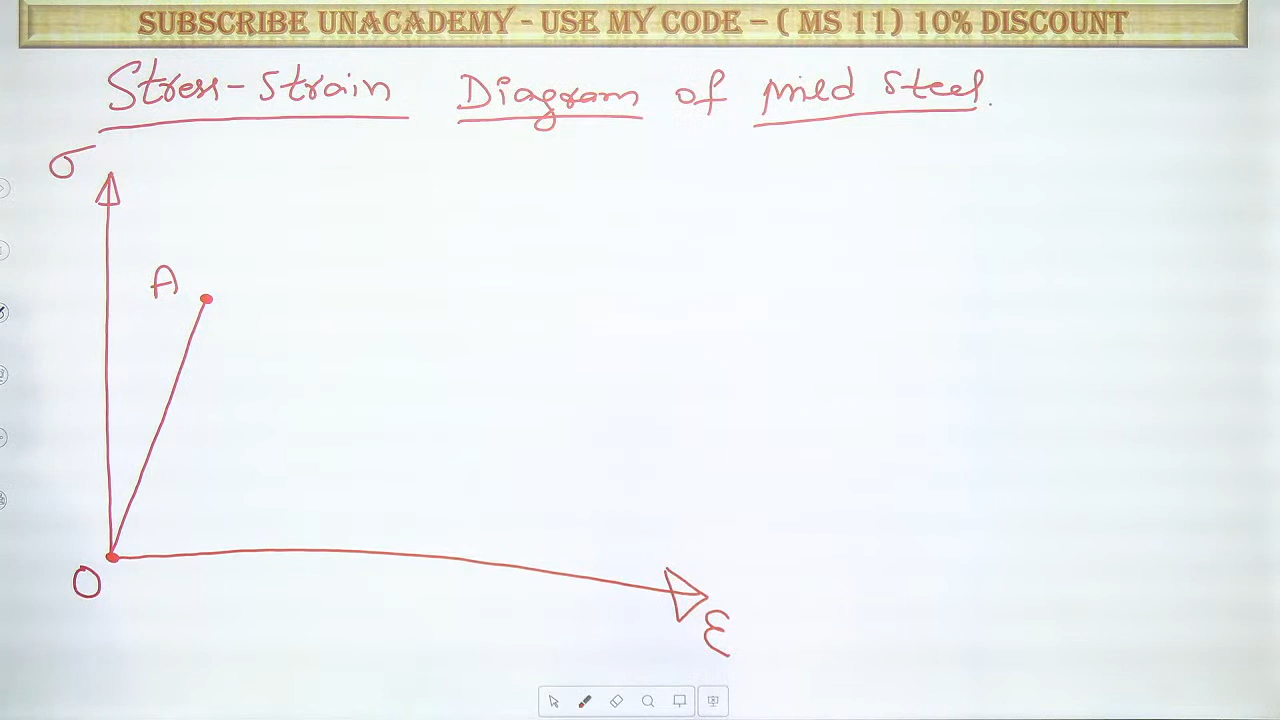 SUBSCRIBE UNACADEMY - USE MY CODE – ( MS 11) 10% DISCOUNT
Stress-Strain Diagram of Mild Steel.
σ
A
O
ε